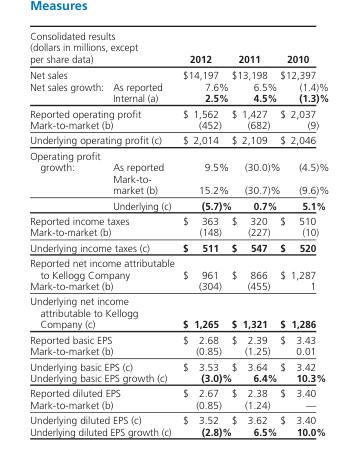 Measures
Consolidated results
(dollars in millions, except
per share data) 2012 2011 2010
Net sales $14,197 $13,198 $12,397
Net sales growth: As reported 7.6% 6.5% (1.4)%
Internal (a) 2.5% 4.5% (1.3)%
Reported operating profit $ 1,562 $ 1,427 $ 2,037
Mark-to-market (b) (452) (682) (9)
Underlying operating profit (c) $ 2,014 $ 2,109 $ 2,046
Operating profit
growth: As reported 9.5% (30.0)% (4.5)%
Mark-to-
market (b) 15.2% (30.7)% (9.6)%
Underlying (c) (5.7)% 0.7% 5.1%
Reported income taxes $ 363 $ 320 $ 510
Mark-to-market (b) (148) (227) (10)
Underlying income taxes (c) $ 511 $ 547 $ 520
Reported net income attributable
to Kellogg Company $ 961 $ 866 $ 1,287
Mark-to-market (b) (304) (455) 1
Underlying net income
attributable to Kellogg
Company (c) $ 1,265 $ 1,321 $ 1,286
Reported basic EPS $ 2.68 $ 2.39 $ 3.43
Mark-to-market (b) (0.85) (1.25) 0.01
Underlying basic EPS (c) $ 3.53 $ 3.64 $ 3.42
Underlying basic EPS growth (c) (3.0)% 6.4% 10.3%
Reported diluted EPS $ 2.67 $ 2.38 $ 3.40
Mark-to-market (b) (0.85) (1.24) —
Underlying diluted EPS (c) $ 3.52 $ 3.62 $ 3.40
Underlying diluted EPS growth (c) (2.8)% 6.5% 10.0%